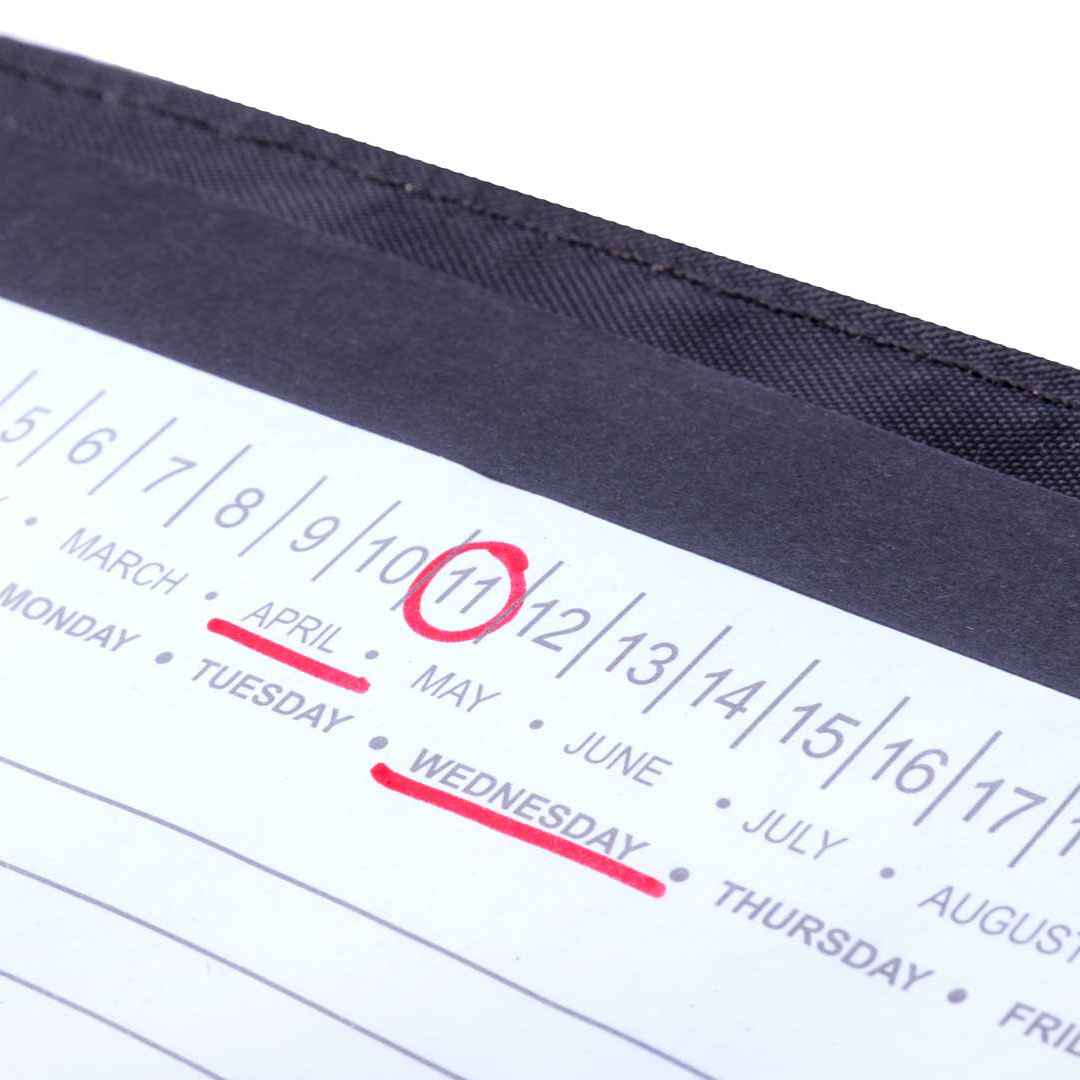 5 / 6 / 7 / 8 / 9 / 10 / 11 / 12 / 13 / 14 / 15 / 16 / 17 /
• MARCH • APRIL • MAY • JUNE • JULY • AUGUST
MONDAY • TUESDAY • WEDNESDAY • THURSDAY •